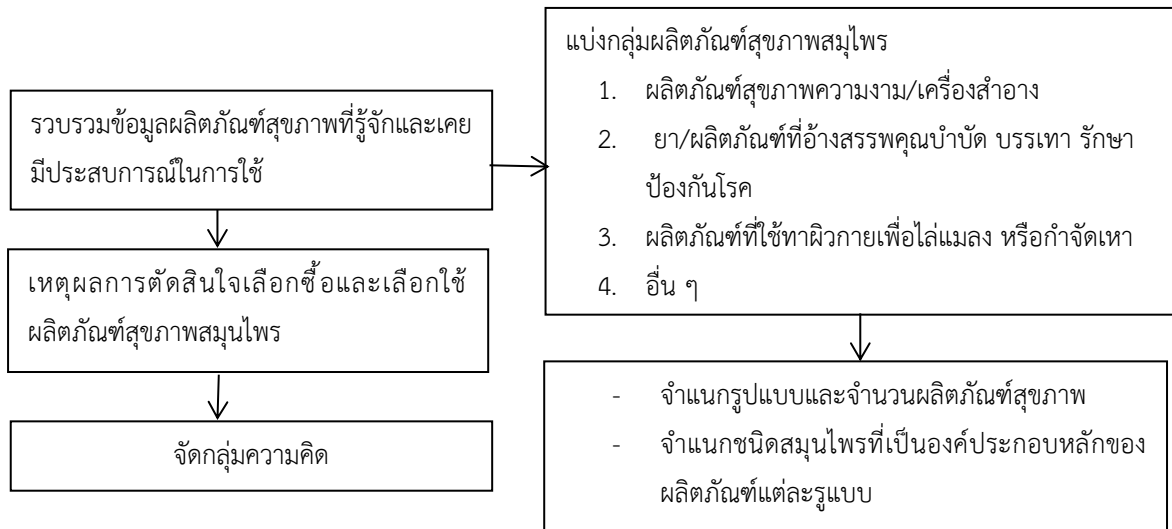 รวบรวมข้อมูลผลิตภัณฑ์สุขภาพที่รู้จักและเคย
มีประสบการณ์ในการใช้
เหตุผลการตัดสินใจเลือกซื้อและเลือกใช้
ผลิตภัณฑ์สุขภาพสมุนไพร
จัดกลุ่มความคิด
แบ่งกลุ่มผลิตภัณฑ์สุขภาพสมุไพร
1. ผลิตภัณฑ์สุขภาพความงาม/เครื่องสำอาง
2. ยา/ผลิตภัณฑ์ที่อ้างสรรพคุณบำบัด บรรเทา รักษา
ป้องกันโรค
3. ผลิตภัณฑ์ที่ใช้ทาผิวกายเพื่อไล่แมลง หรือกำจัดเหา
4. อื่น ๆ
- จำแนกรูปแบบและจำนวนผลิตภัณฑ์สุขภาพ
- จำแนกชนิดสมุนไพรที่เป็นองค์ประกอบหลักของ
ผลิตภัณฑ์แต่ละรูปแบบ